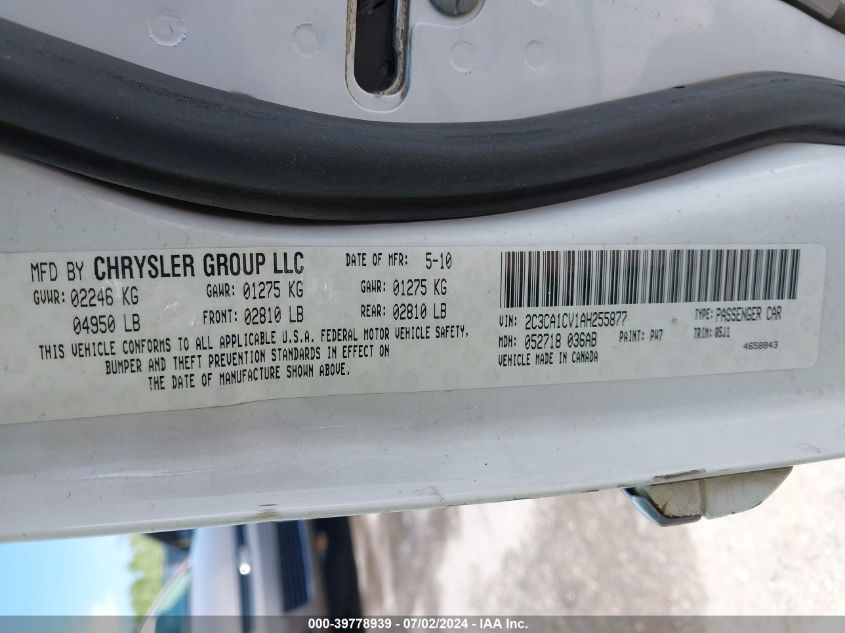 MFD BY CHRYSLER GROUP LLC DATE OF MFR: 5-10
GVWR: 02246 KG GAWR: 01275 KG GAWR: 01275 KG
04950 LB FRONT: 02810 LB REAR: 02810 LB
THIS VEHICLE CONFORMS TO ALL APPLICABLE U.S.A. FEDERAL MOTOR VEHICLE SAFETY,
BUMPER AND THEFT PREVENTION STANDARDS IN EFFECT ON
THE DATE OF MANUFACTURE SHOWN ABOVE.
VIN: 2C3CA1CV1AH255877 TYPE: PASSENGER CAR
MDH: 052718 036AB PAINT: PW7 TRIM: 05J1
VEHICLE MADE IN CANADA 4658843
000-39778939 / 07/02/2024 - IAA Inc.